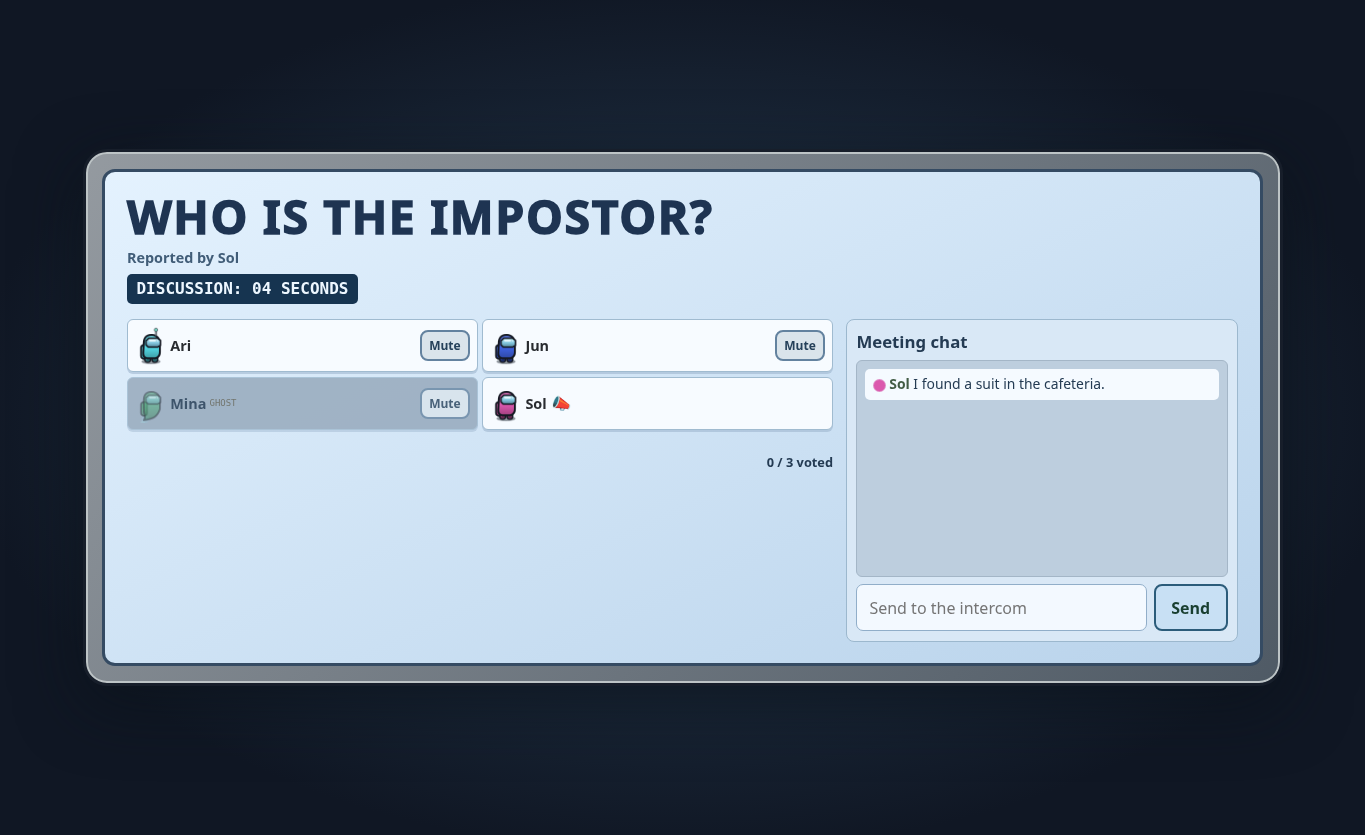 WHO IS THE IMPOSTOR?
Reported by Sol
DISCUSSION: 04 SECONDS
Ari
Mute
Jun
Mute
Mina GHOST
Mute
Sol
0 / 3 voted
Meeting chat
Sol I found a suit in the cafeteria.
Send to the intercom
Send